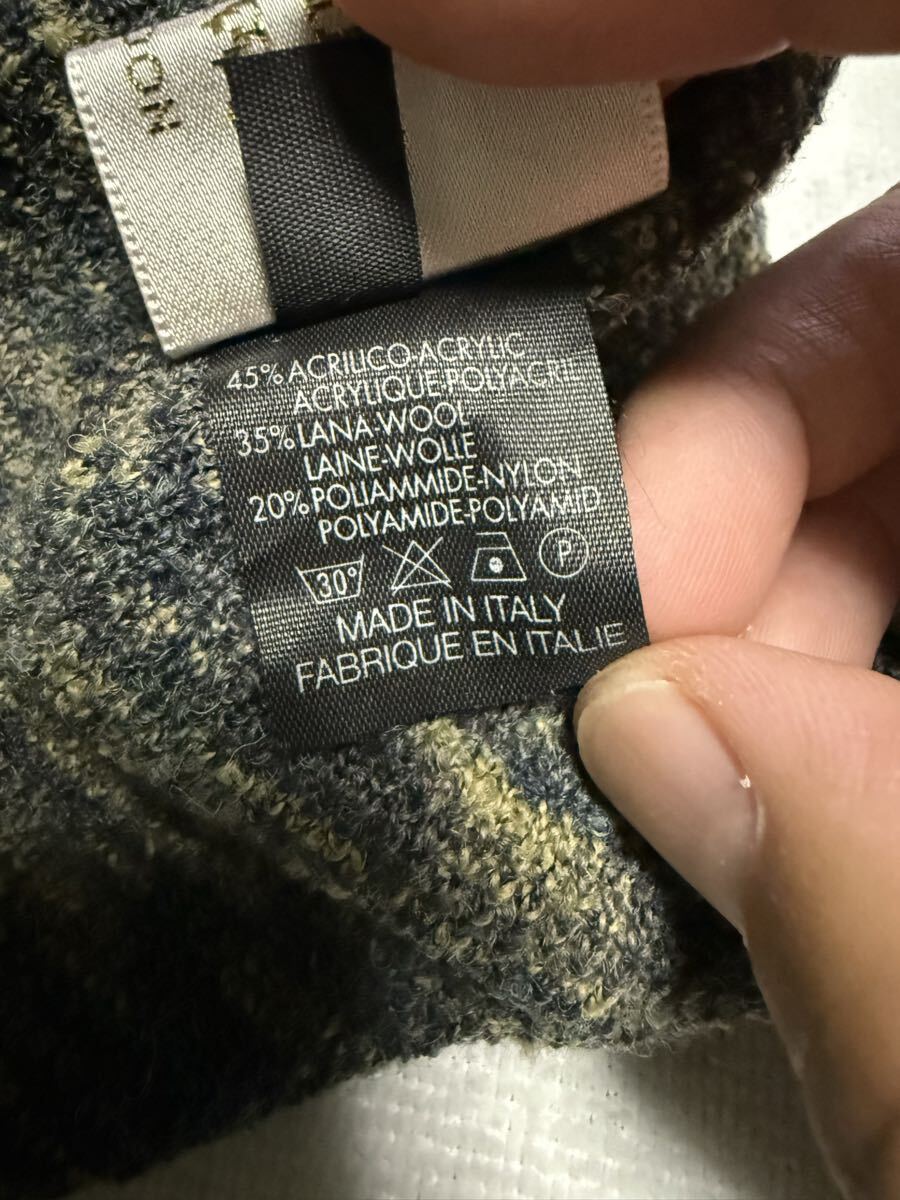 45% ACRILICO-ACRYLIC
ACRYLIQUE-POLYACRIL
35% LANA-WOOL
LAINE-WOLLE
20% POLIAMMIDE-NYLON
POLYAMIDE-POLYAMID
30° P
MADE IN ITALY
FABRIQUE EN ITALIE